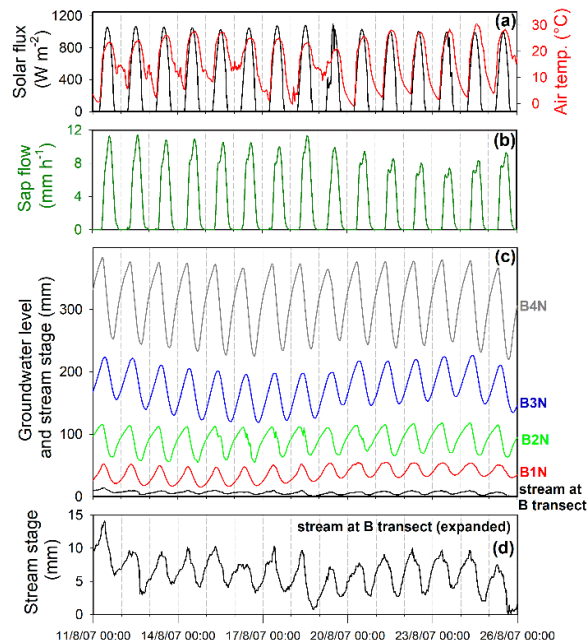 1200
800
400
0
Solar flux
(W m-2)
(a)
30
20
10
0
Air temp. (°C)
12
8
4
0
Sap flow
(mm h-1)
(b)
300
200
100
0
Groundwater level
and stream stage (mm)
(c)
B4N
B3N
B2N
B1N
stream at
B transect
15
10
5
0
Stream stage
(mm)
stream at B transect (expanded)
(d)
11/8/07 00:00 14/8/07 00:00 17/8/07 00:00 20/8/07 00:00 23/8/07 00:00 26/8/07 00:00